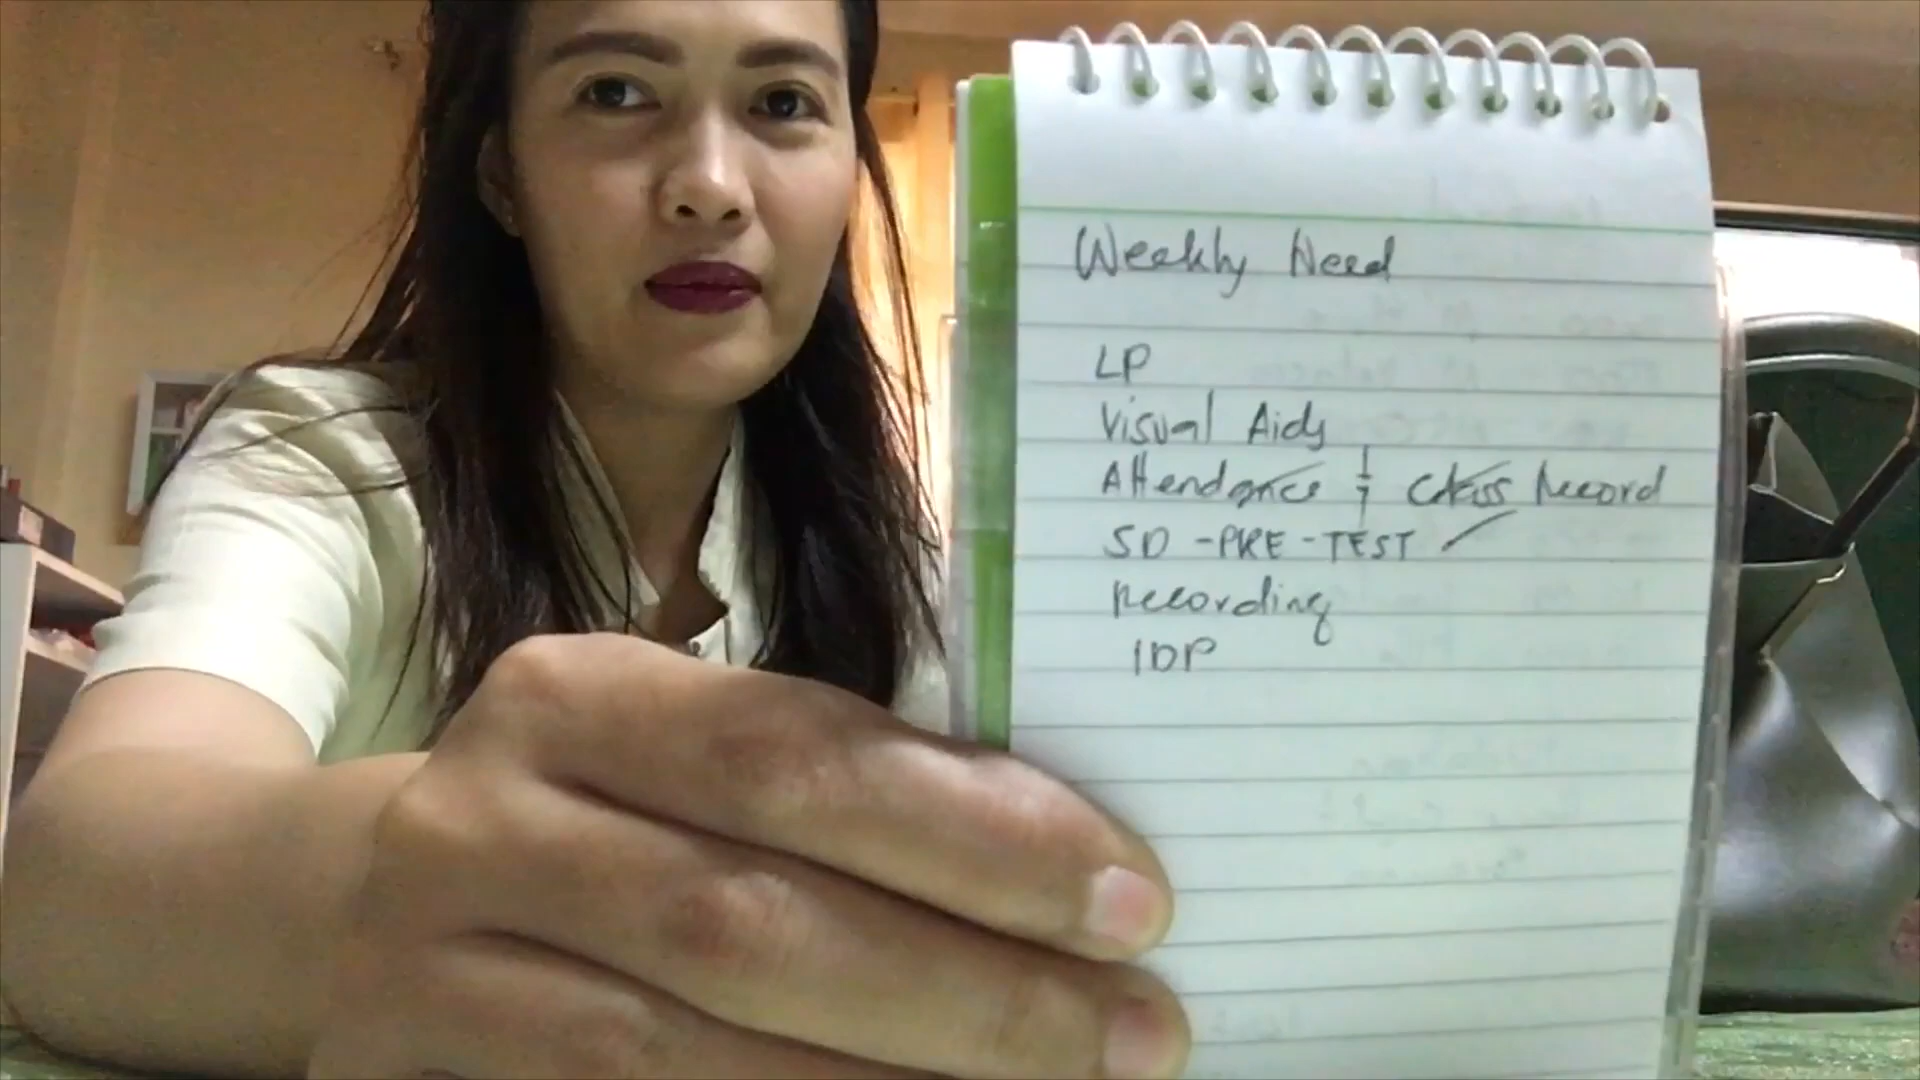 Weekly Need
LP
Visual Aids
Attendance & Class Record
SD - PRE - TEST ✓
Recording
IDP